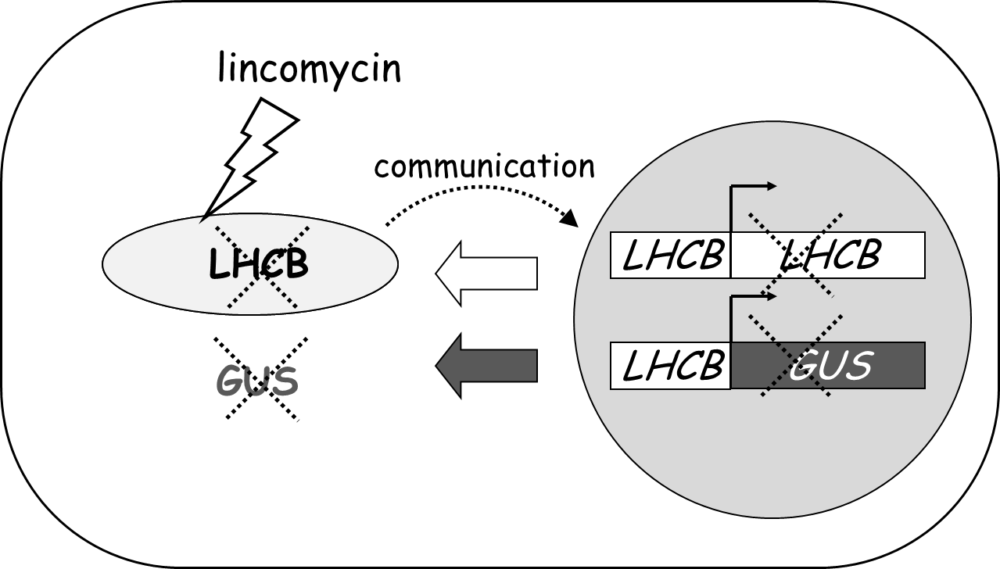 lincomycin
communication
LHCB
LHCB LHCB
GUS
LHCB GUS